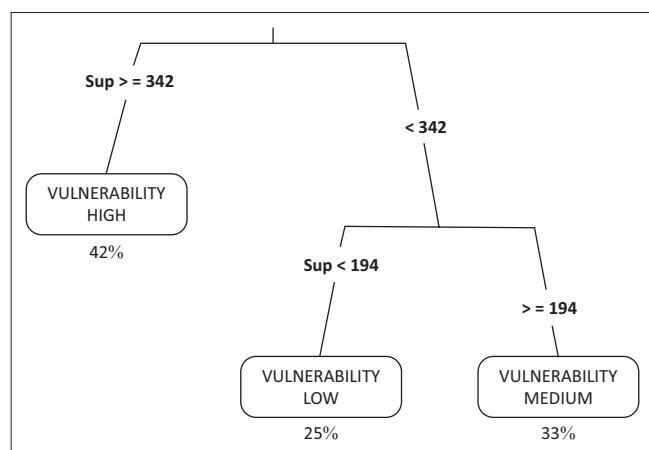 Sup > = 342
< 342
VULNERABILITY
HIGH
42%
Sup < 194
> = 194
VULNERABILITY
LOW
25%
VULNERABILITY
MEDIUM
33%